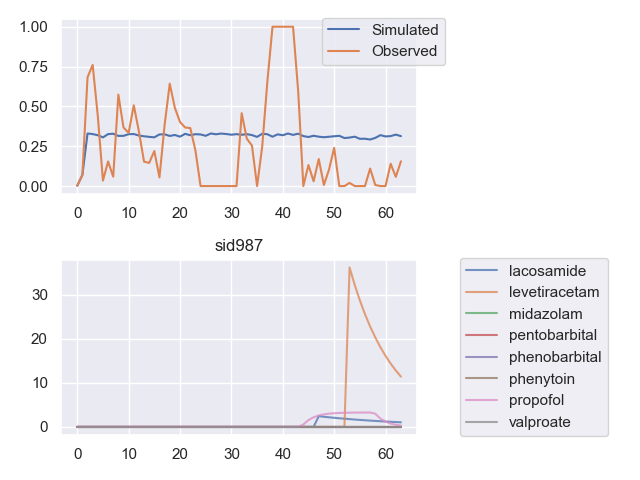 1.00
0.75
0.50
0.25
0.00
0 10 20 30 40 50 60
Simulated
Observed
sid987
30
20
10
0
0 10 20 30 40 50 60
lacosamide
levetiracetam
midazolam
pentobarbital
phenobarbital
phenytoin
propofol
valproate